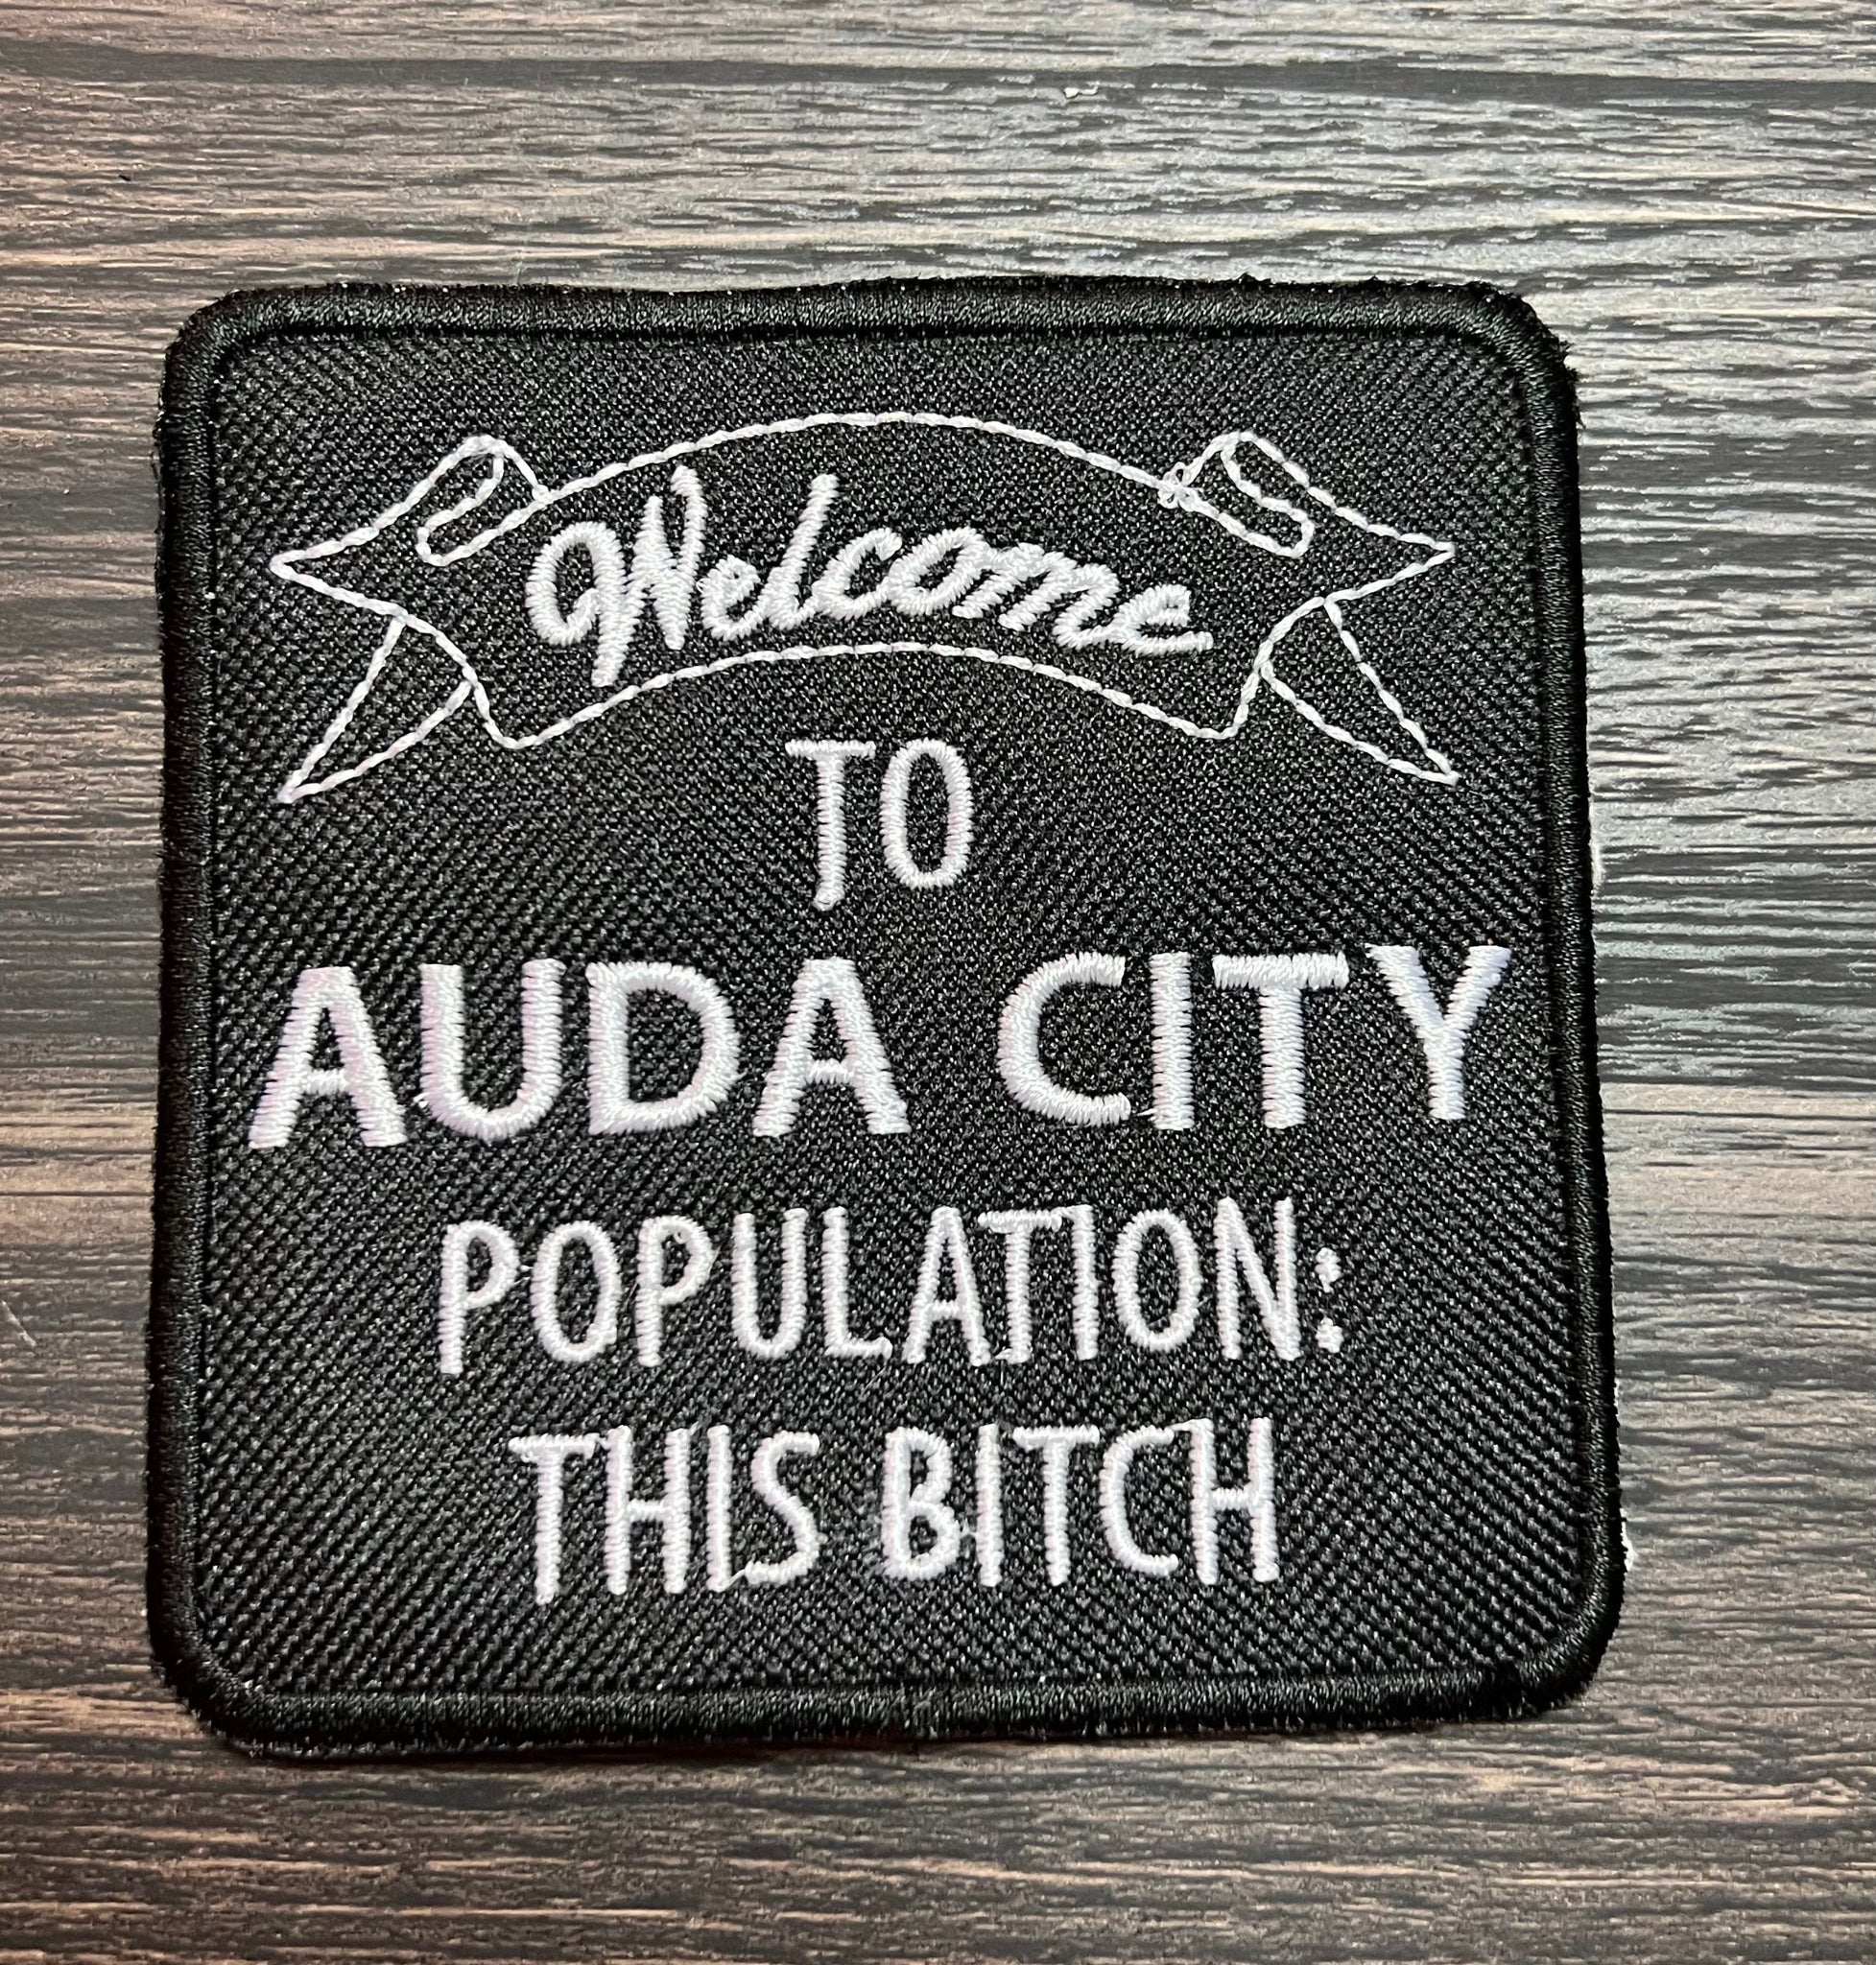 Welcome
TO
AUDA CITY
POPULATION:
THIS BITCH